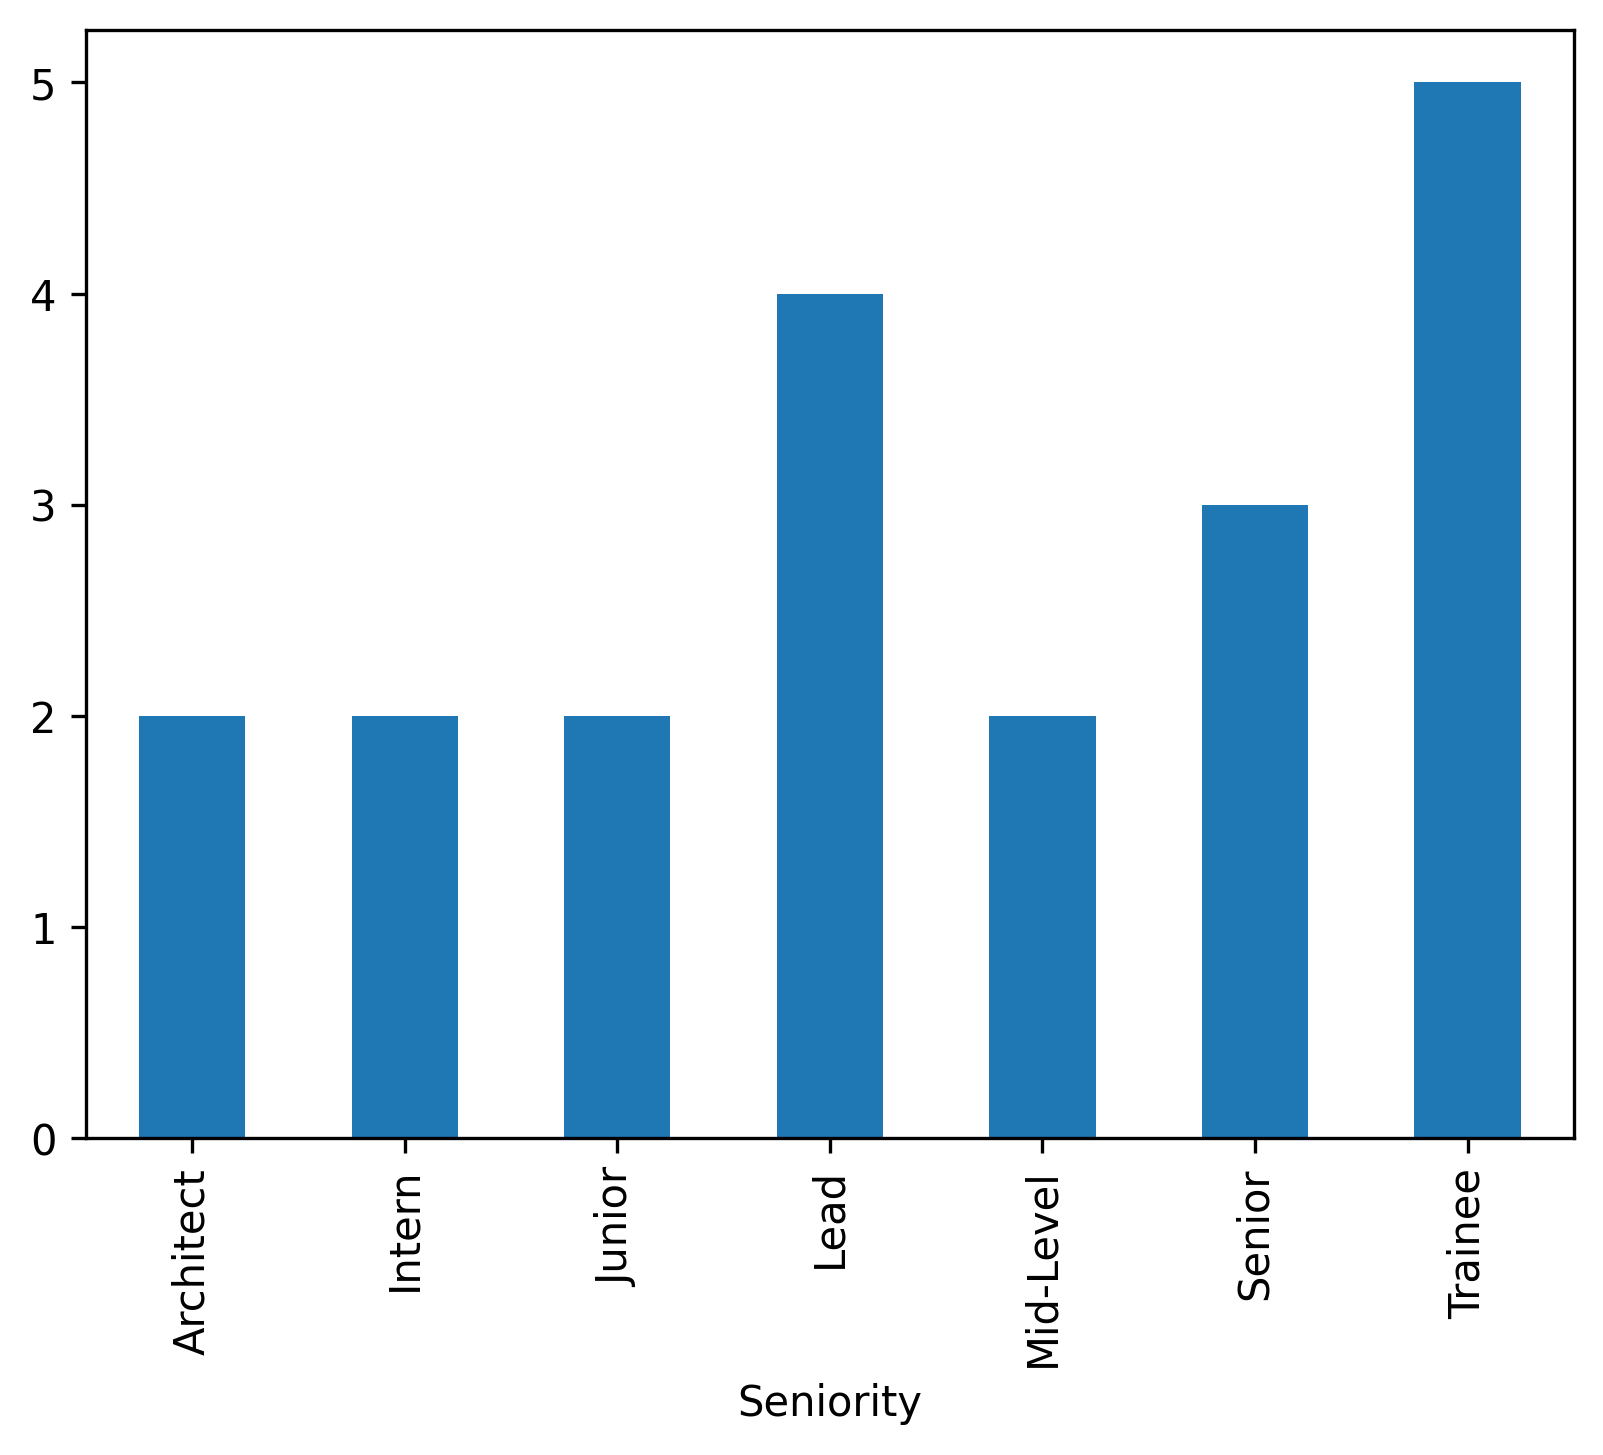 5
4
3
2
1
0
Architect
Intern
Junior
Lead
Mid-Level
Senior
Trainee
Seniority